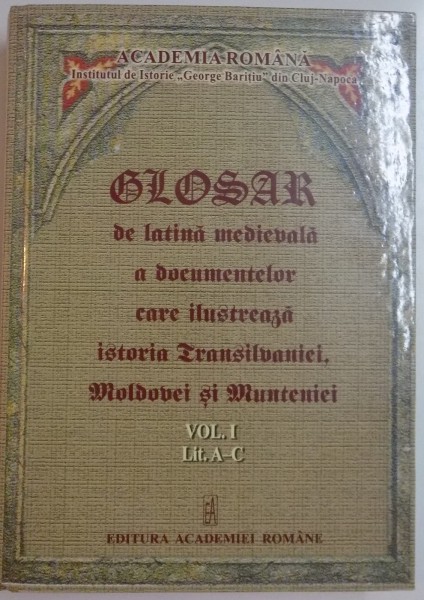 ACADEMIA ROMÂNĂ
Institutul de Istorie „George Barițiu” din Cluj-Napoca
GLOSAR
de latină medievală
a documentelor
care ilustrează
istoria Transilvaniei,
Moldovei și Munteniei
VOL. I
Lit. A–C
EA
EDITURA ACADEMIEI ROMÂNE